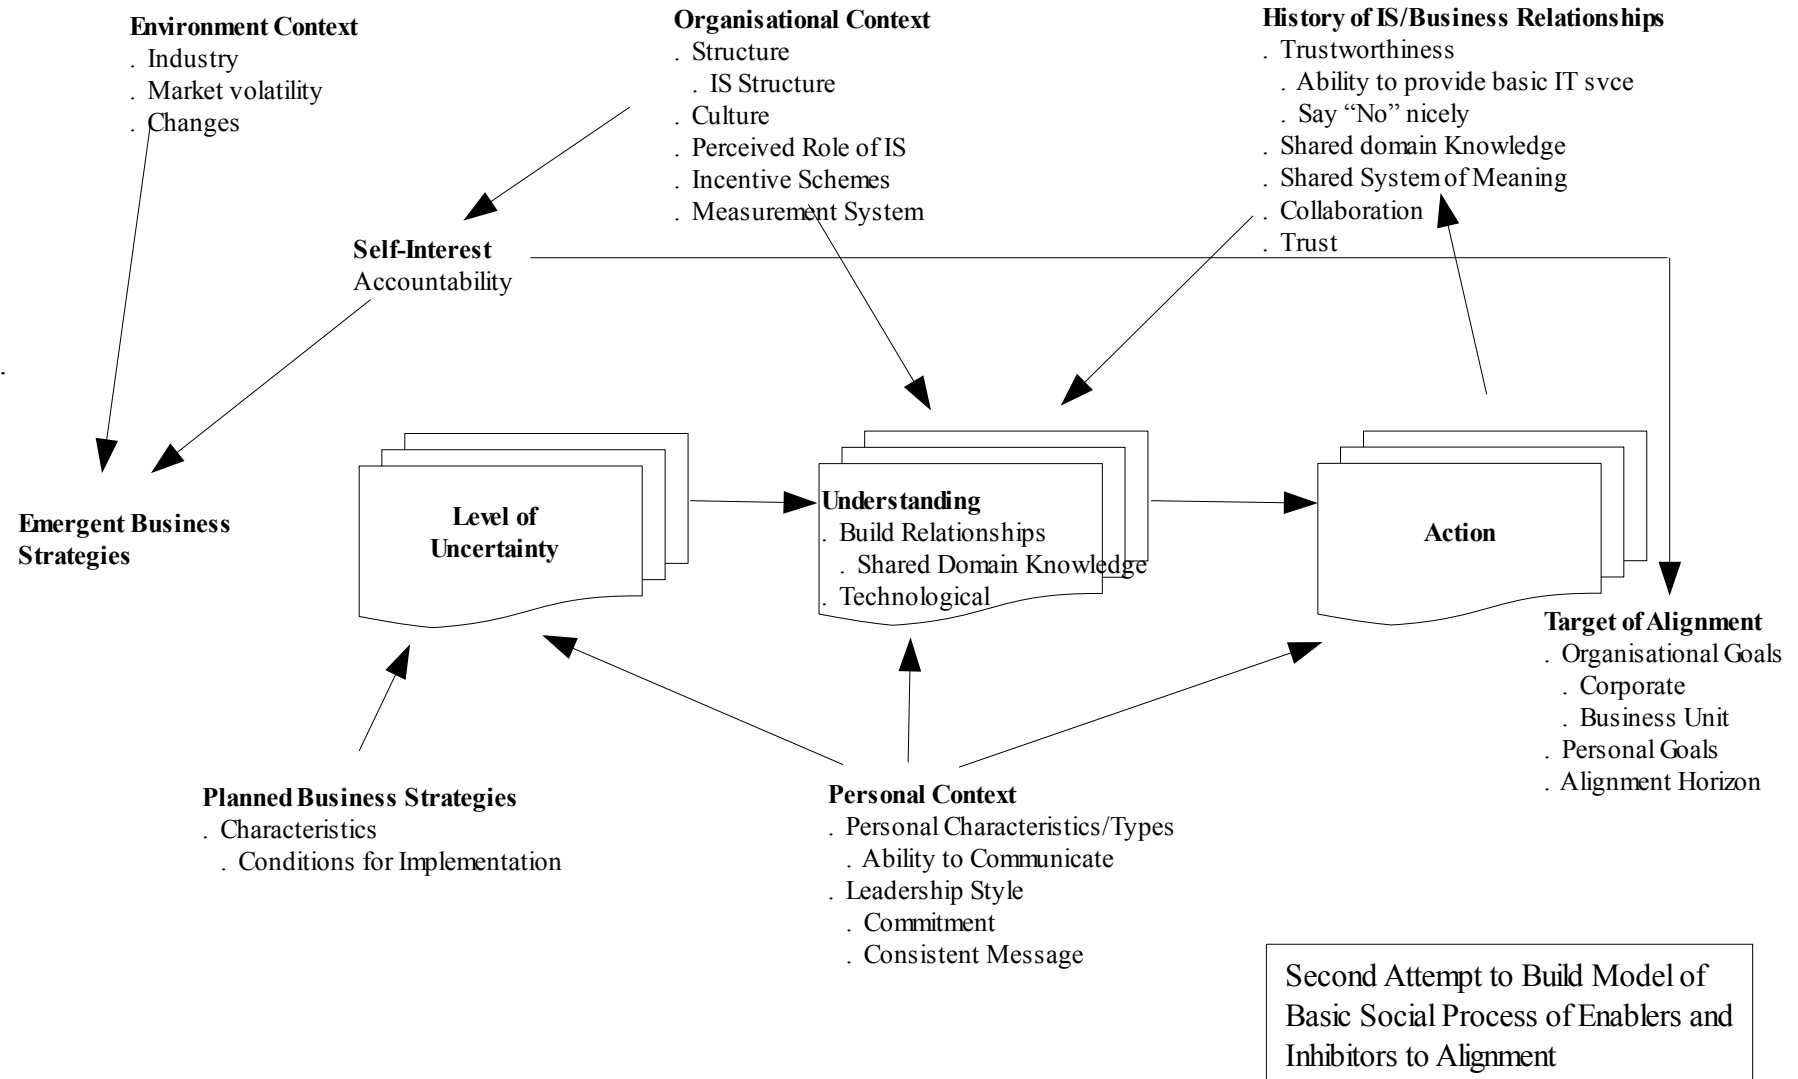 Environment Context
. Industry
. Market volatility
. Changes
Organisational Context
. Structure
. IS Structure
. Culture
. Perceived Role of IS
. Incentive Schemes
. Measurement System
History of IS/Business Relationships
. Trustworthiness
. Ability to provide basic IT svce
. Say “No” nicely
. Shared domain Knowledge
. Shared System of Meaning
. Collaboration
. Trust
Self-Interest
Accountability
.
Emergent Business
Strategies
Level of
Uncertainty
Understanding
. Build Relationships
. Shared Domain Knowledge
. Technological
Action
Target of Alignment
. Organisational Goals
. Corporate
. Business Unit
. Personal Goals
. Alignment Horizon
Planned Business Strategies
. Characteristics
. Conditions for Implementation
Personal Context
. Personal Characteristics/Types
. Ability to Communicate
. Leadership Style
. Commitment
. Consistent Message
Second Attempt to Build Model of
Basic Social Process of Enablers and
Inhibitors to Alignment